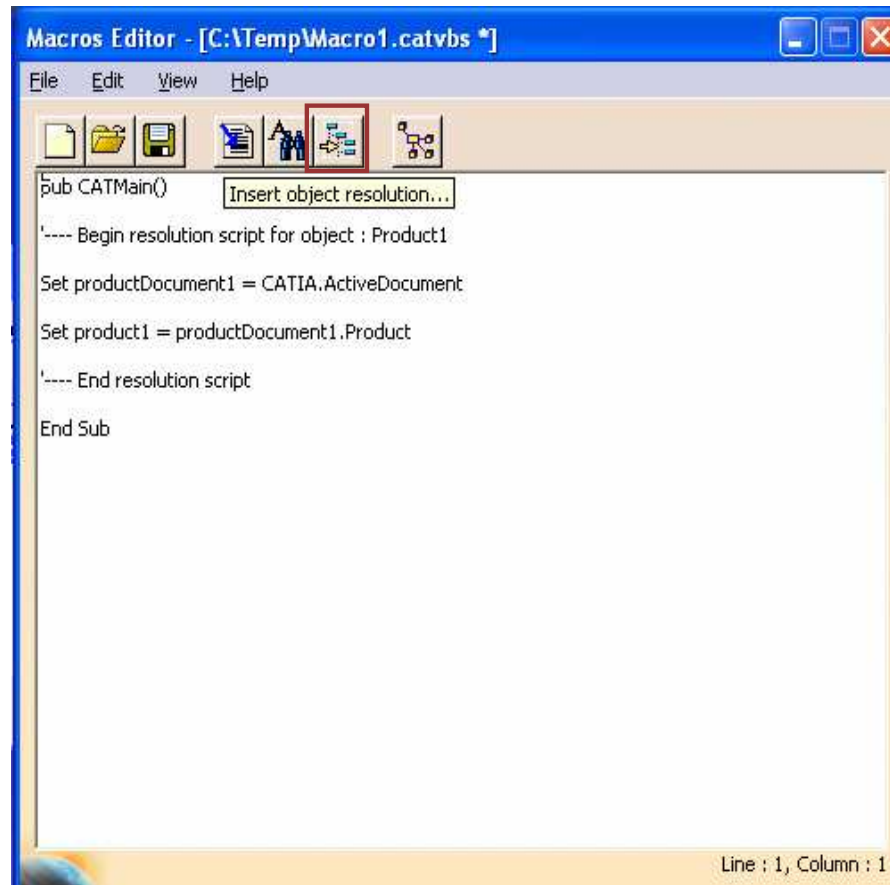 Macros Editor - [C:\Temp\Macro1.catvbs *]
File Edit View Help
Sub CATMain()
Insert object resolution...
'---- Begin resolution script for object : Product1
Set productDocument1 = CATIA.ActiveDocument
Set product1 = productDocument1.Product
'---- End resolution script
End Sub
Line : 1, Column : 1